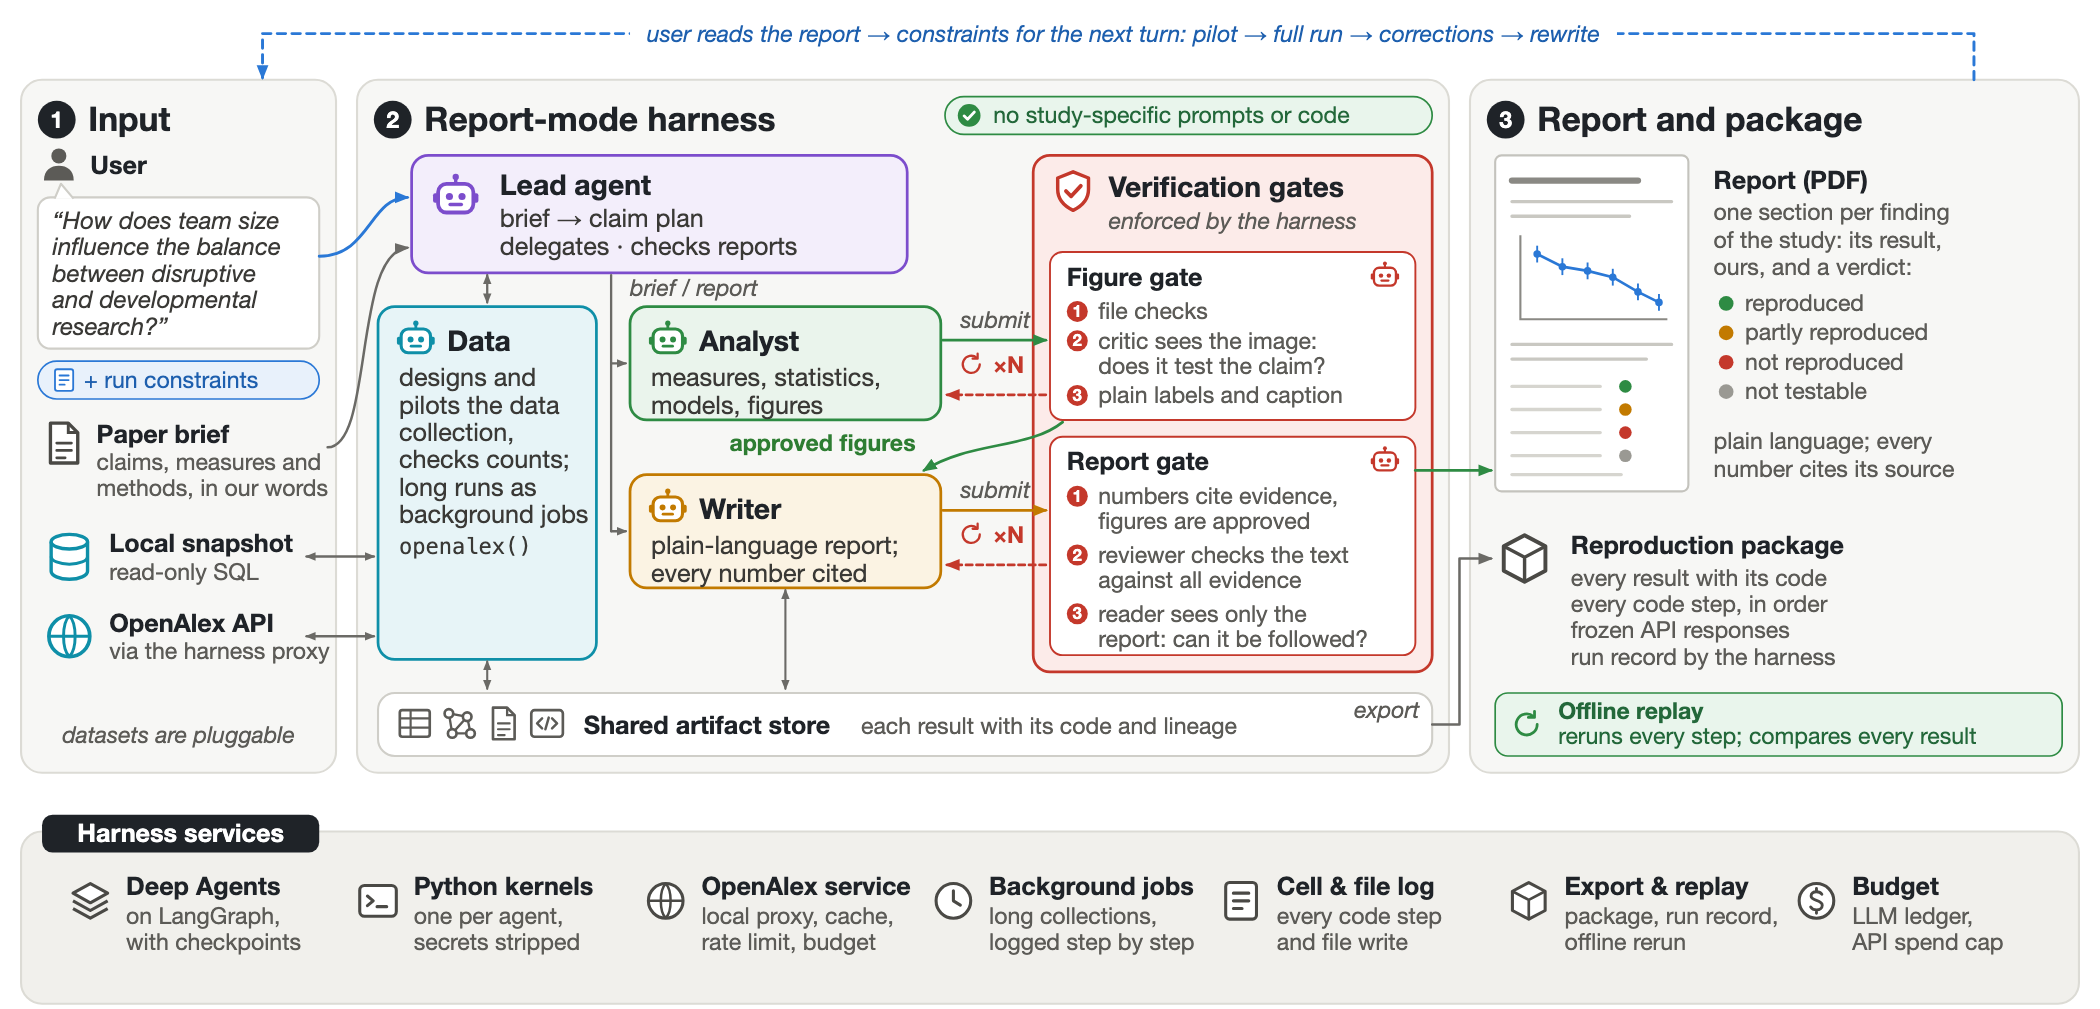 user reads the report → constraints for the next turn: pilot → full run → corrections → rewrite
1 Input
User
“How does team size
influence the balance
between disruptive
and developmental
research?”
+ run constraints
Paper brief
claims, measures and
methods, in our words
Local snapshot
read-only SQL
OpenAlex API
via the harness proxy
datasets are pluggable
2 Report-mode harness
no study-specific prompts or code
Lead agent
brief → claim plan
delegates · checks reports
brief / report
Data
designs and
pilots the data
collection,
checks counts;
long runs as
background jobs
openalex()
Analyst
measures, statistics,
models, figures
submit
×N
approved figures
Writer
plain-language report;
every number cited
submit
×N
Verification gates
enforced by the harness
Figure gate
1 file checks
2 critic sees the image:
does it test the claim?
3 plain labels and caption
Report gate
1 numbers cite evidence,
figures are approved
2 reviewer checks the text
against all evidence
3 reader sees only the
report: can it be followed?
Shared artifact store each result with its code and lineage
export
3 Report and package
Report (PDF)
one section per finding
of the study: its result,
ours, and a verdict:
reproduced
partly reproduced
not reproduced
not testable
plain language; every
number cites its source
Reproduction package
every result with its code
every code step, in order
frozen API responses
run record by the harness
Offline replay
reruns every step; compares every result
Harness services
Deep Agents
on LangGraph,
with checkpoints
Python kernels
one per agent,
secrets stripped
OpenAlex service
local proxy, cache,
rate limit, budget
Background jobs
long collections,
logged step by step
Cell & file log
every code step
and file write
Export & replay
package, run record,
offline rerun
Budget
LLM ledger,
API spend cap